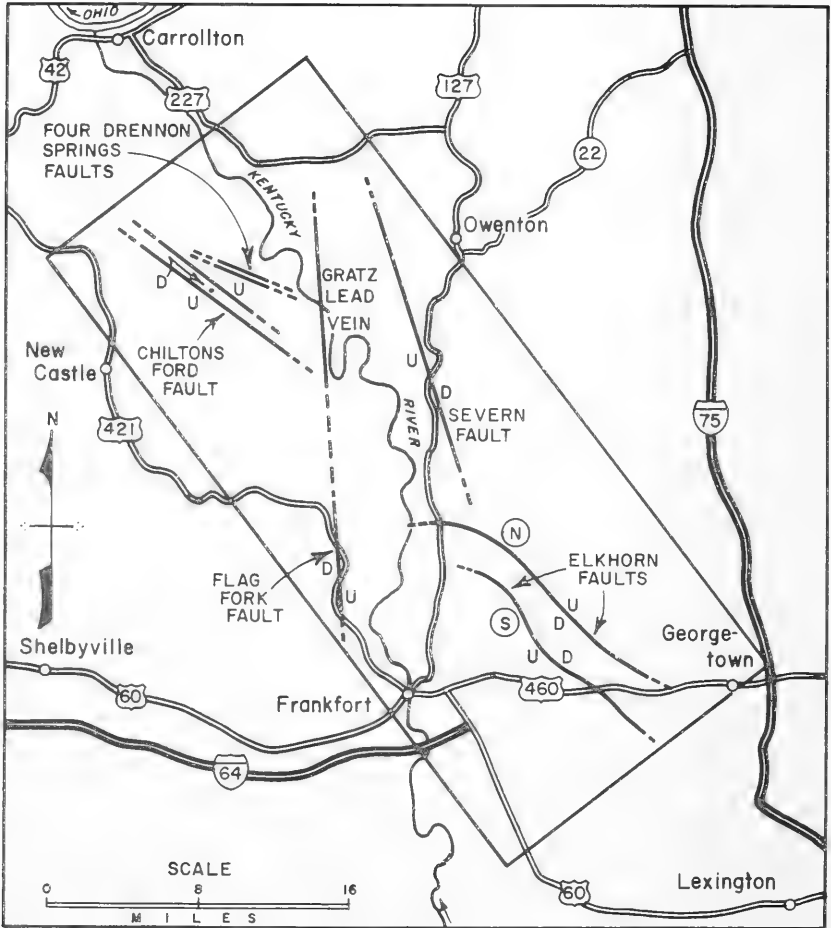 OHIO
Carrollton
42
227
127
FOUR DRENNON
SPRINGS
FAULTS
22
KENTUCKY
Owenton
GRATZ
LEAD
VEIN
D
U
U
CHILTONS
FORD
FAULT
New
Castle
U
D
RIVER
SEVERN
FAULT
75
421
N
N
ELKHORN
FAULTS
FLAG
FORK
FAULT
D
U
S
U
D
U
D
George-
town
Shelbyville
60
Frankfort
460
64
SCALE
0 8 16
MILES
60
Lexington